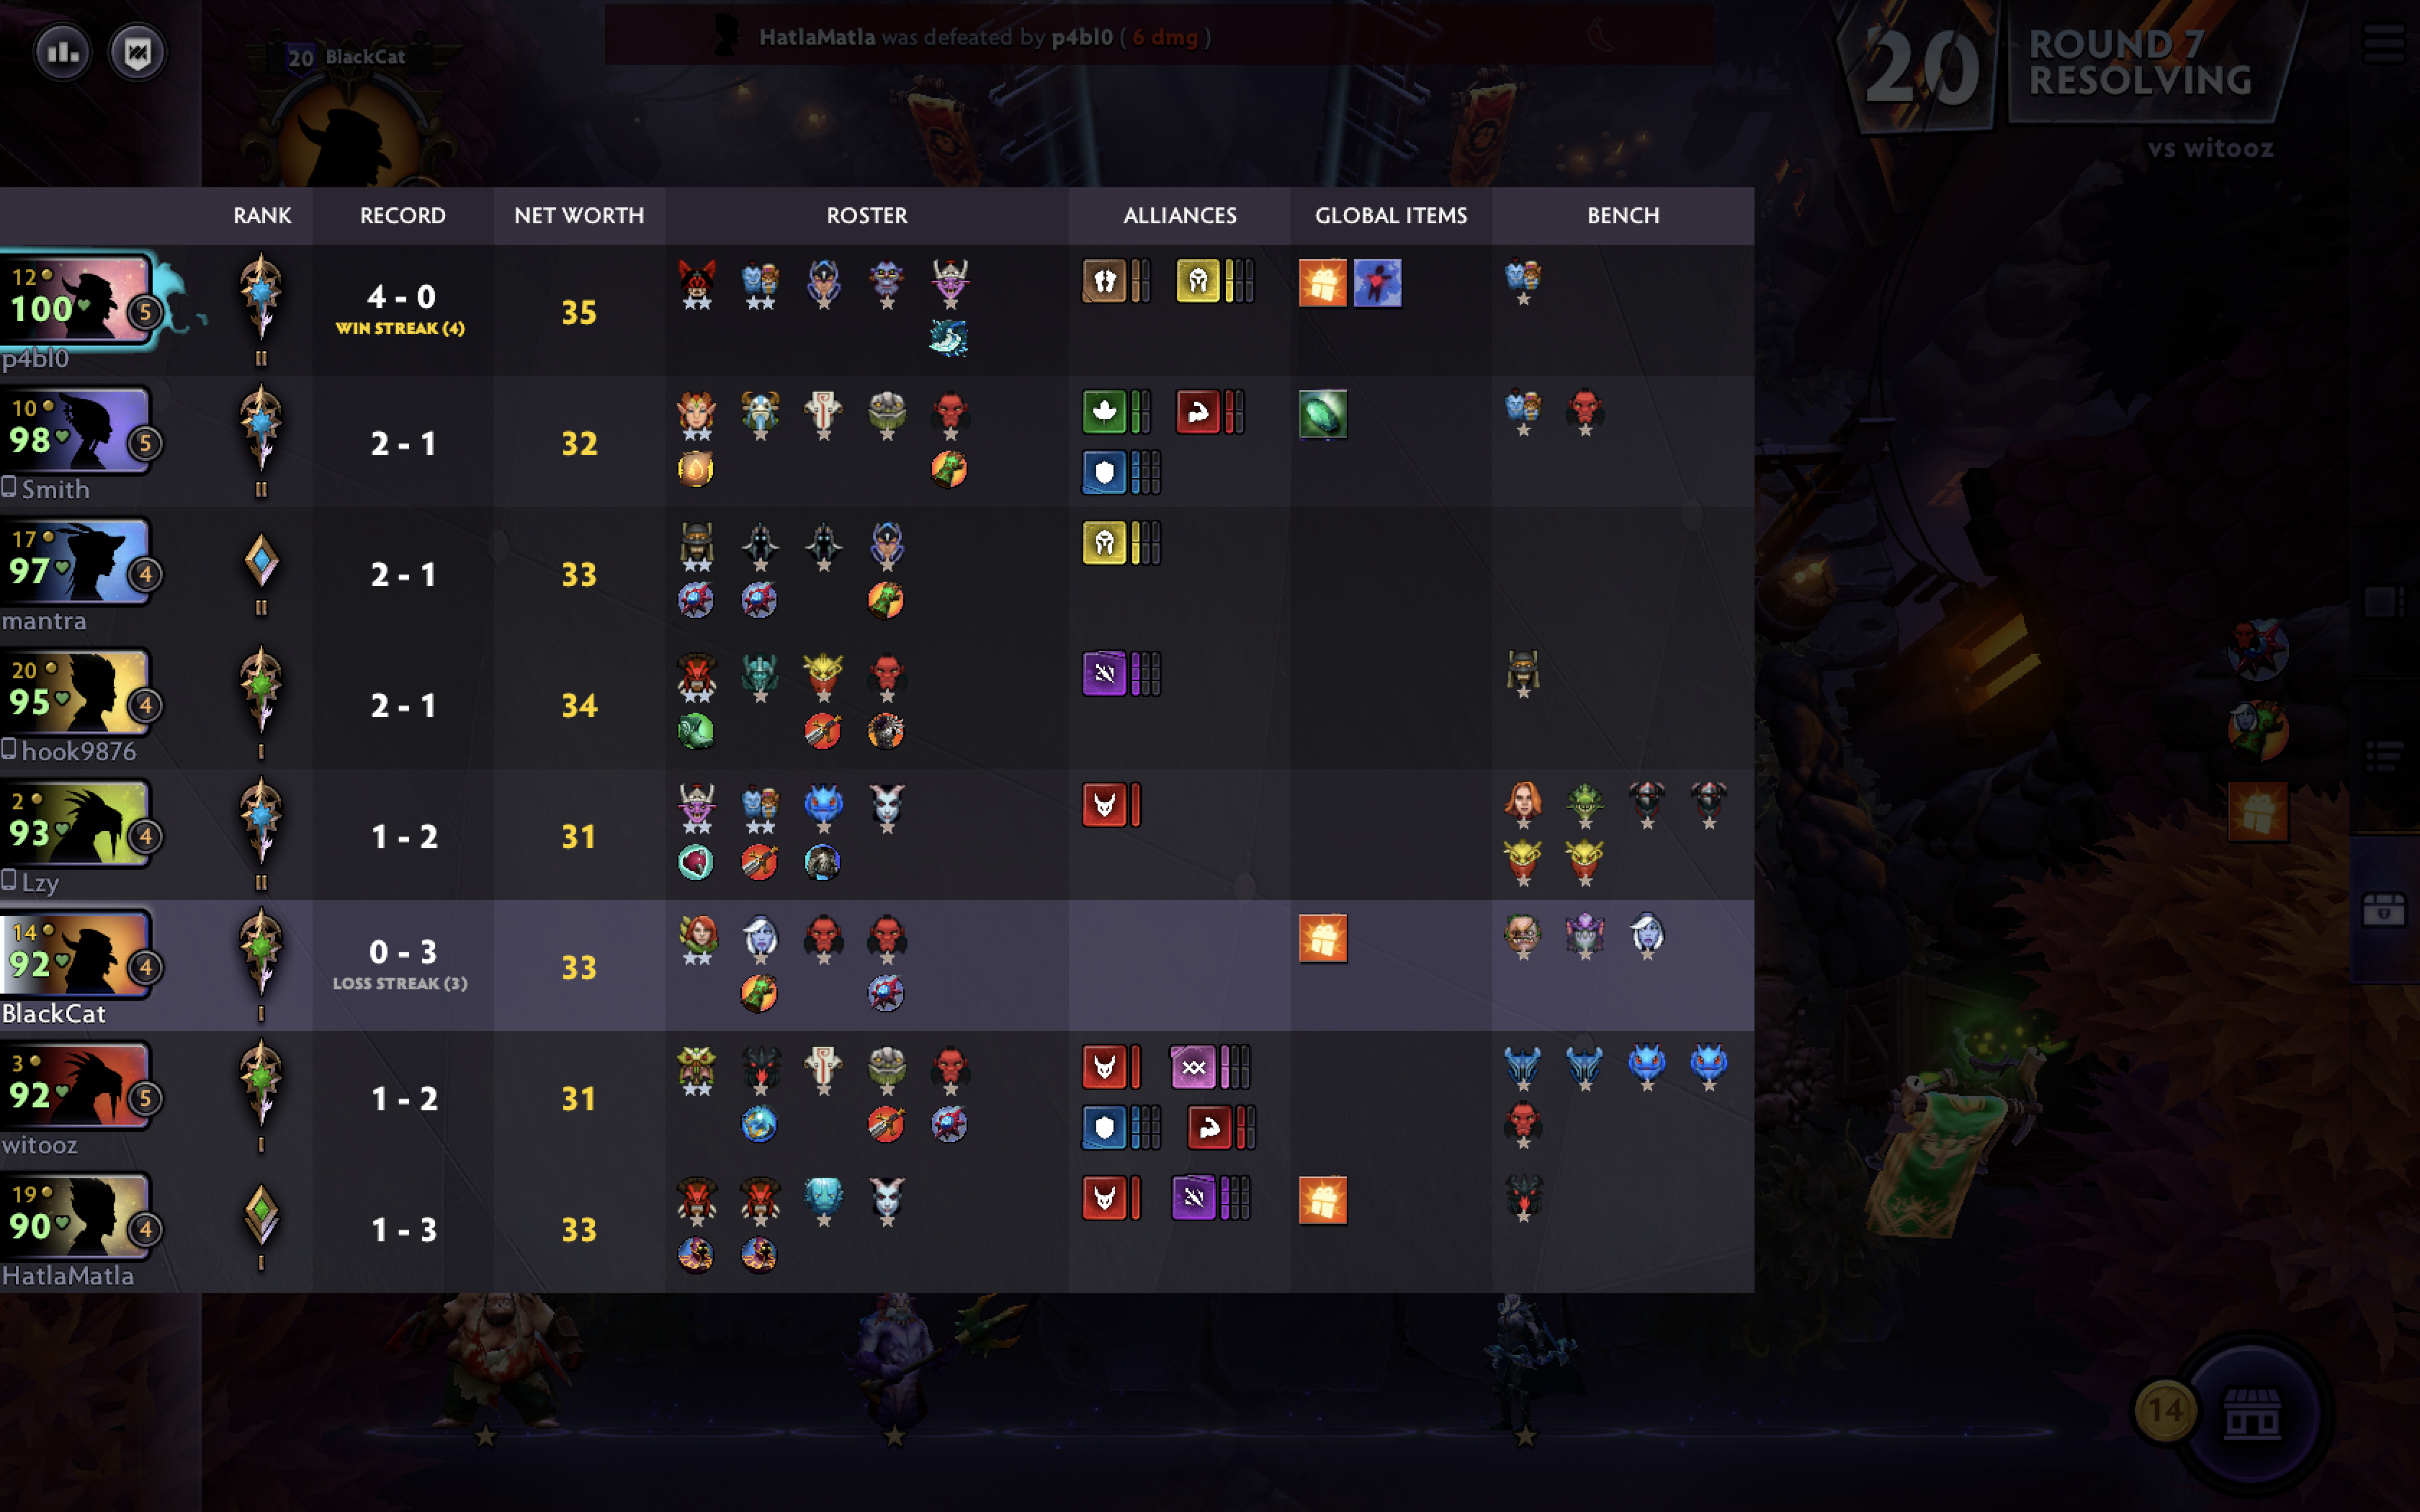 20 BlackCat
HatlaMatla was defeated by p4bl0 ( 6 dmg )
20
ROUND 7
RESOLVING
vs witooz
RANK RECORD NET WORTH ROSTER ALLIANCES GLOBAL ITEMS BENCH
12
100 5
p4bl0
II
4 - 0
WIN STREAK (4)
35
10
98 5
Smith
II
2 - 1
32
17
97 4
mantra
II
2 - 1
33
20
95 4
hook9876
I
2 - 1
34
2
93 4
Lzy
II
1 - 2
31
14
92 4
BlackCat
I
0 - 3
LOSS STREAK (3)
33
3
92 5
witooz
I
1 - 2
31
19
90 4
HatlaMatla
I
1 - 3
33
14